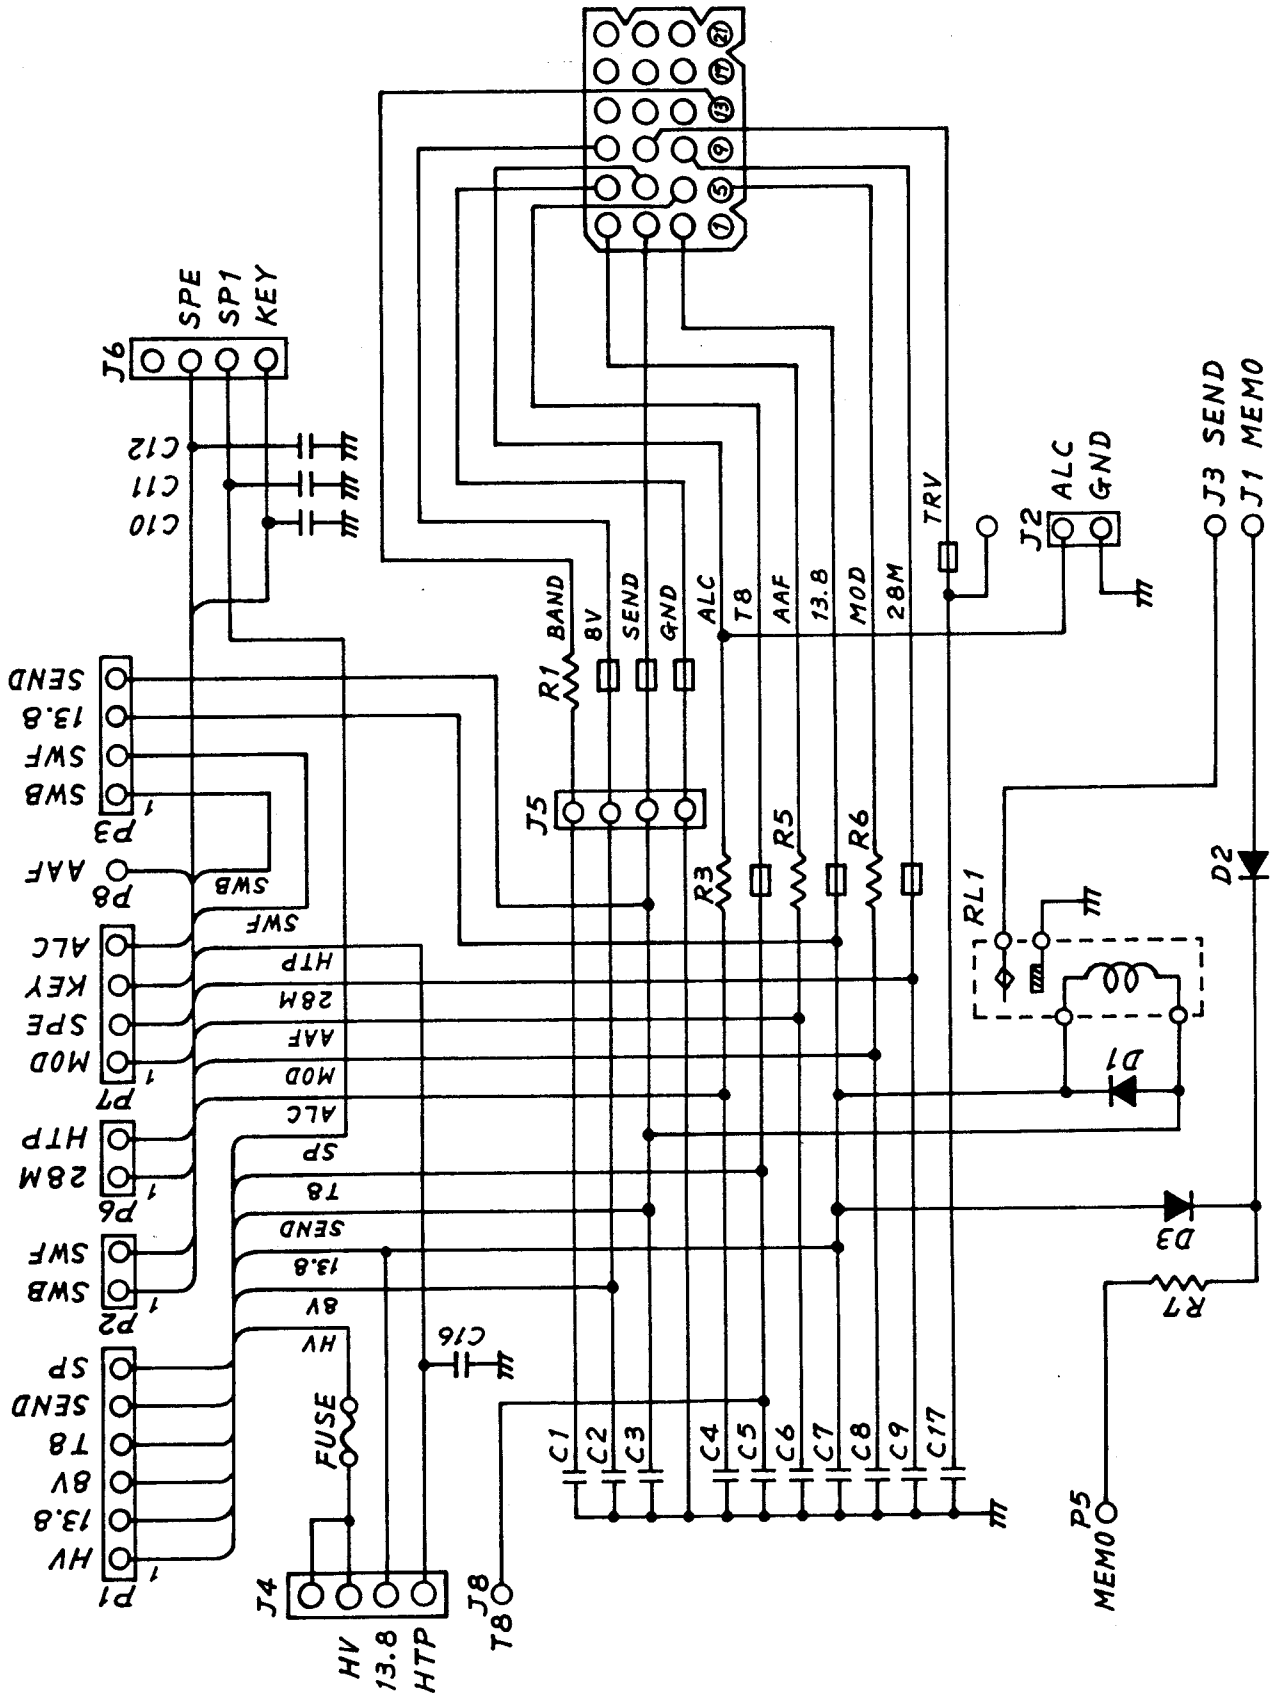 21
17
13
9
5
1
J6
SPE
SP1
KEY
C12
C11
C10
SEND
13.8
SWF
SWB
P3
1
AAF
P8
SWB
SWF
ALC
KEY
SPE
MOD
P7
1
HTP
28M
AAF
MOD
ALC
SP
T8
SEND
13.8
8V
HV
HTP
28M
P6
1
SWF
SWB
P2
1
SP
SEND
T8
8V
13.8
HV
P1
1
FUSE
C16
J4
HV
13.8
HTP
J8
T8
BAND
8V
SEND
GND
R1
J5
ALC
T8
AAF
13.8
MOD
28M
TRV
R3
R5
R6
C1
C2
C3
C4
C5
C6
C7
C8
C9
C17
J2
ALC
GND
J3 SEND
J1 MEMO
RL1
D1
D2
D3
R7
P5
MEMO